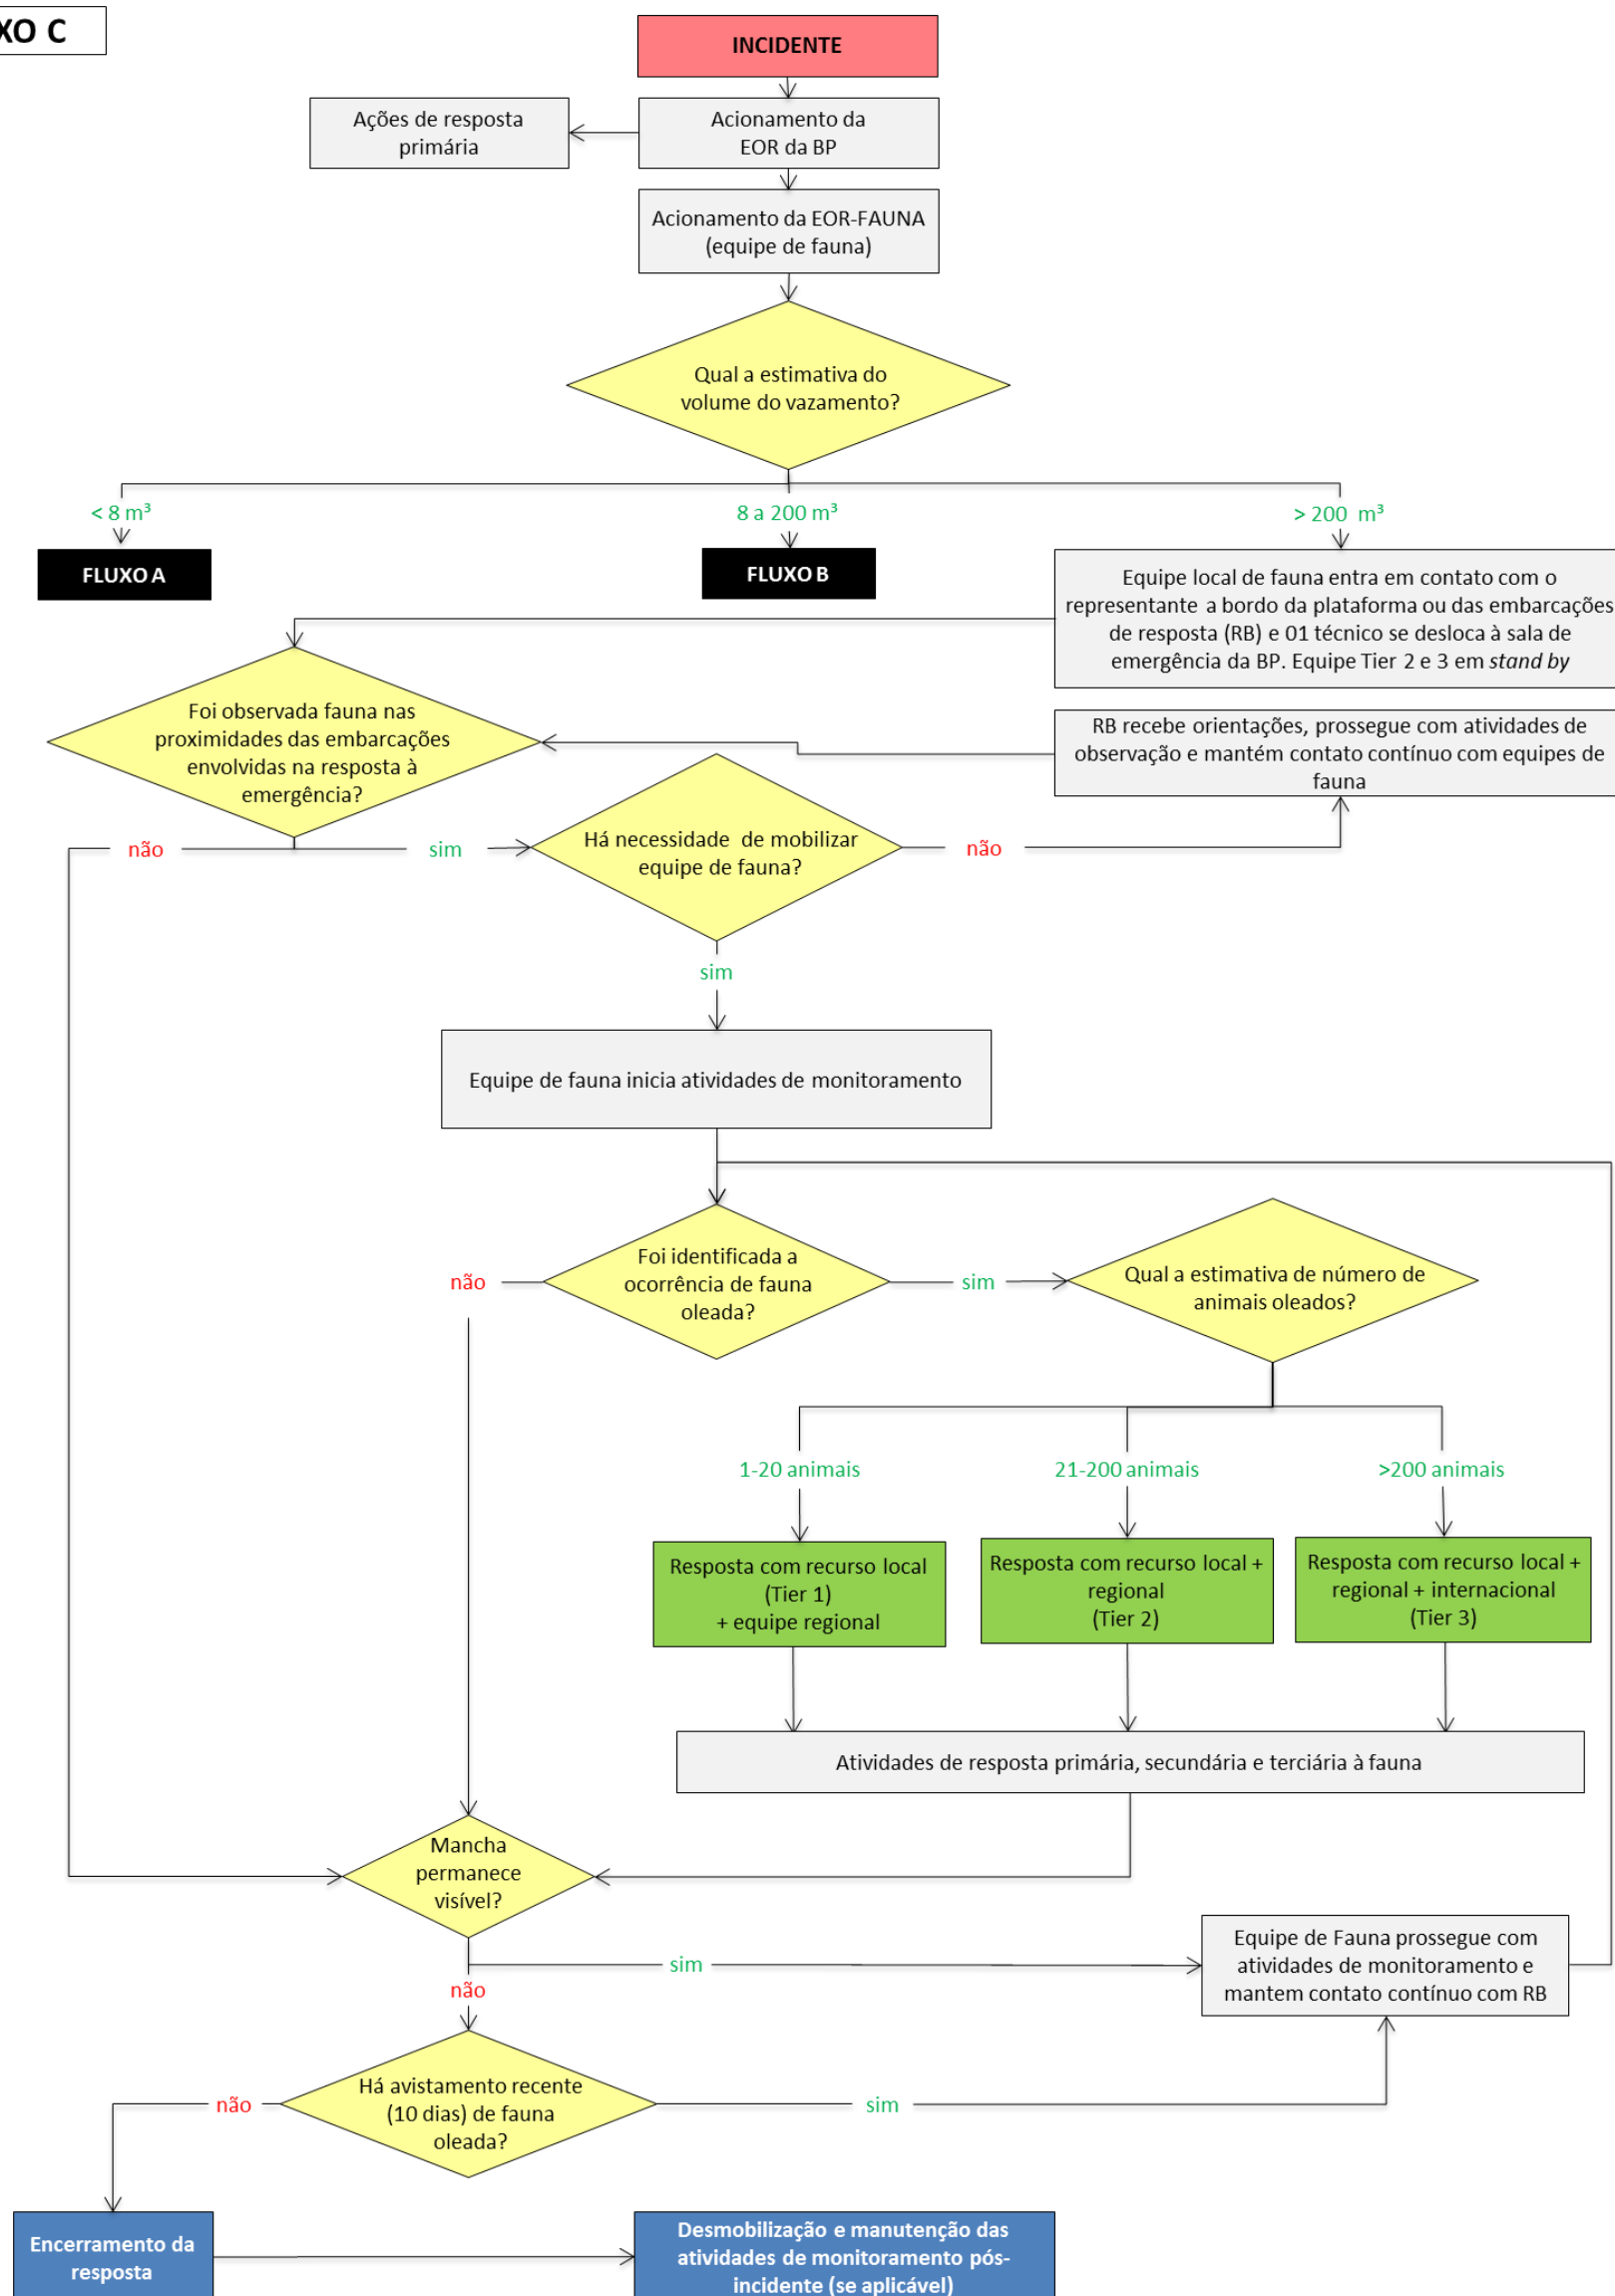 XO C
INCIDENTE
Ações de resposta
primária
Acionamento da
EOR da BP
Acionamento da EOR-FAUNA
(equipe de fauna)
Qual a estimativa do
volume do vazamento?
< 8 m³
8 a 200 m³
> 200 m³
FLUXO A
FLUXO B
Equipe local de fauna entra em contato com o
representante a bordo da plataforma ou das embarcações
de resposta (RB) e 01 técnico se desloca à sala de
emergência da BP. Equipe Tier 2 e 3 em stand by
Foi observada fauna nas
proximidades das embarcações
envolvidas na resposta à
emergência?
RB recebe orientações, prossegue com atividades de
observação e mantém contato contínuo com equipes de
fauna
não
sim
Há necessidade de mobilizar
equipe de fauna?
não
sim
Equipe de fauna inicia atividades de monitoramento
não
Foi identificada a
ocorrência de fauna
oleada?
sim
Qual a estimativa de número de
animais oleados?
1-20 animais
21-200 animais
>200 animais
Resposta com recurso local
(Tier 1)
+ equipe regional
Resposta com recurso local +
regional
(Tier 2)
Resposta com recurso local +
regional + internacional
(Tier 3)
Atividades de resposta primária, secundária e terciária à fauna
Mancha
permanece
visível?
sim
Equipe de Fauna prossegue com
atividades de monitoramento e
mantem contato contínuo com RB
não
Há avistamento recente
(10 dias) de fauna
oleada?
não
sim
Encerramento da
resposta
Desmobilização e manutenção das
atividades de monitoramento pós-
incidente (se aplicável)